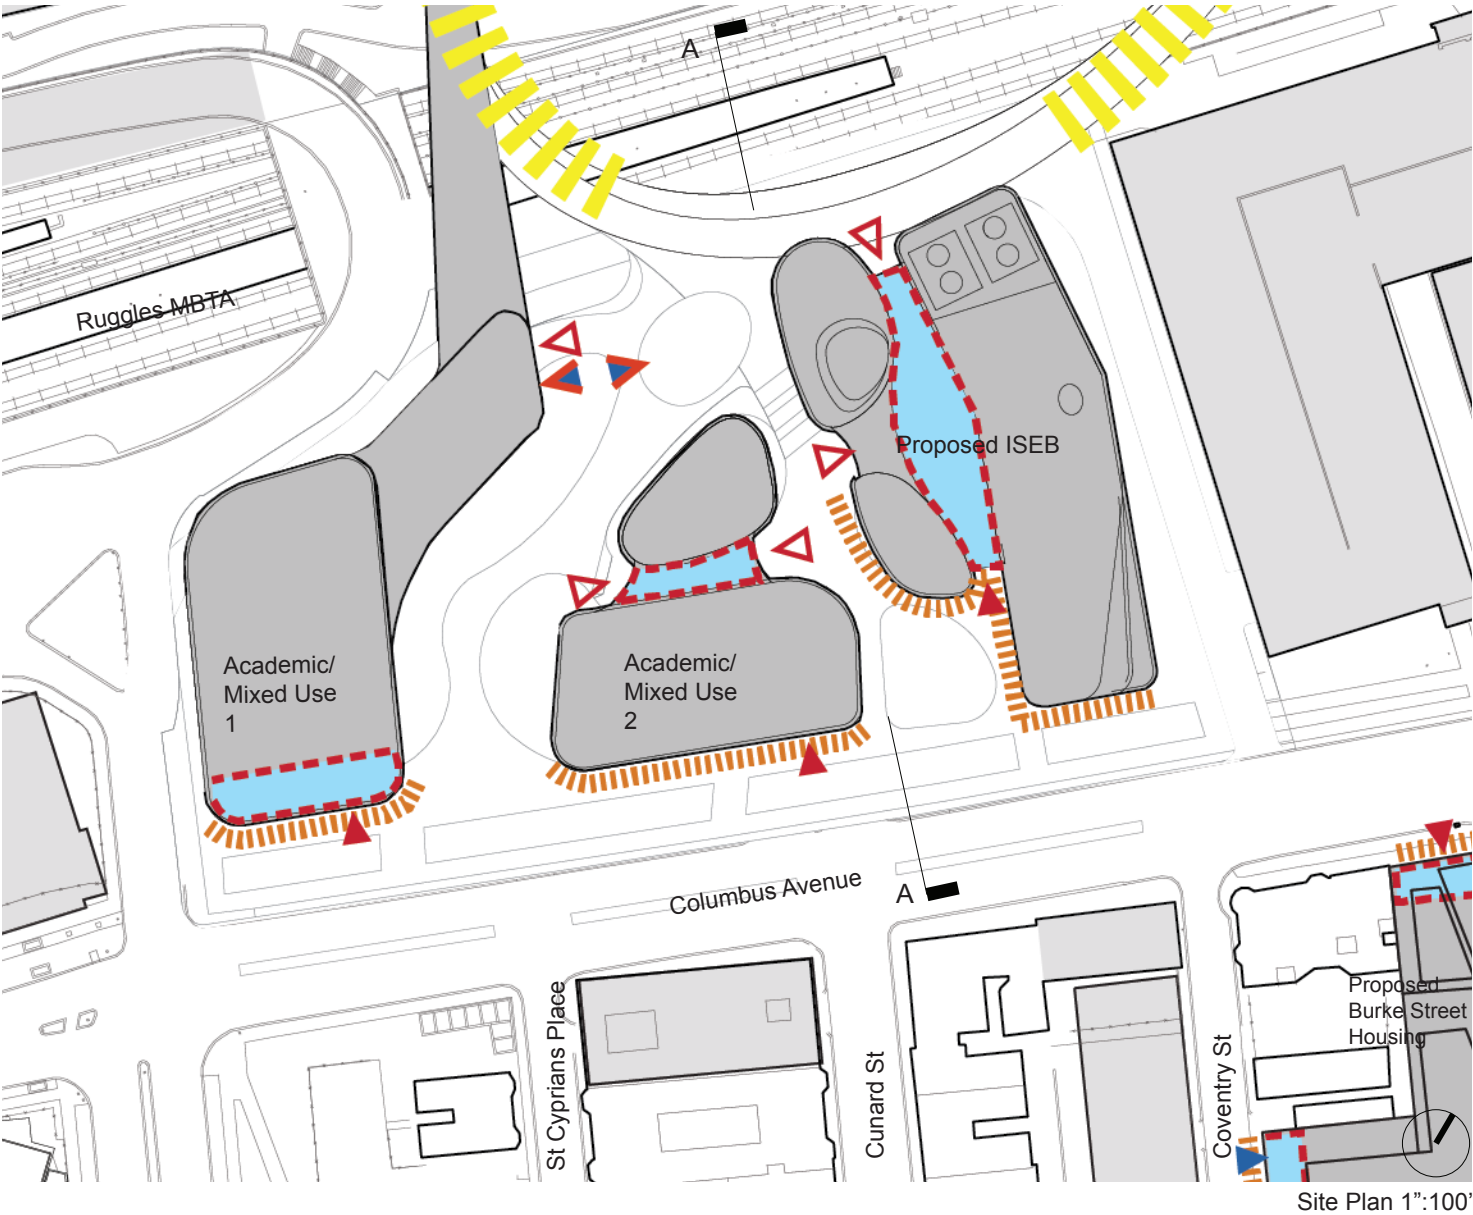 A
Ruggles MBTA
Proposed ISEB
Academic/
Mixed Use
1
Academic/
Mixed Use
2
Columbus Avenue
A
St Cyprians Place
Cunard St
Coventry St
Proposed
Burke Street
Housing
Site Plan 1”:100’